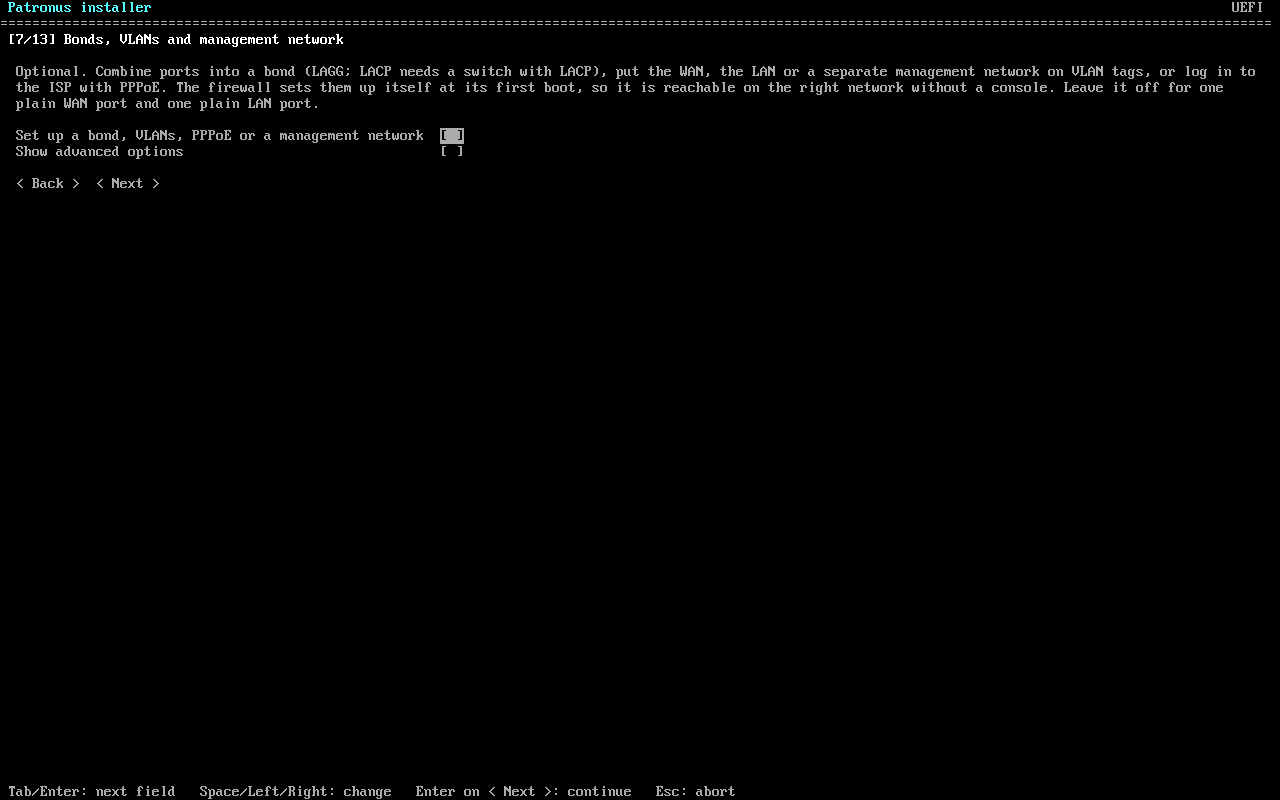 Patronus installer UEFI
================================================================================================================================================================
[7/13] Bonds, VLANs and management network
Optional. Combine ports into a bond (LAGG; LACP needs a switch with LACP), put the WAN, the LAN or a separate management network on VLAN tags, or log in to
the ISP with PPPoE. The firewall sets them up itself at its first boot, so it is reachable on the right network without a console. Leave it off for one
plain WAN port and one plain LAN port.
Set up a bond, VLANs, PPPoE or a management network [ ]
Show advanced options [ ]
< Back > < Next >
Tab/Enter: next field Space/Left/Right: change Enter on < Next >: continue Esc: abort